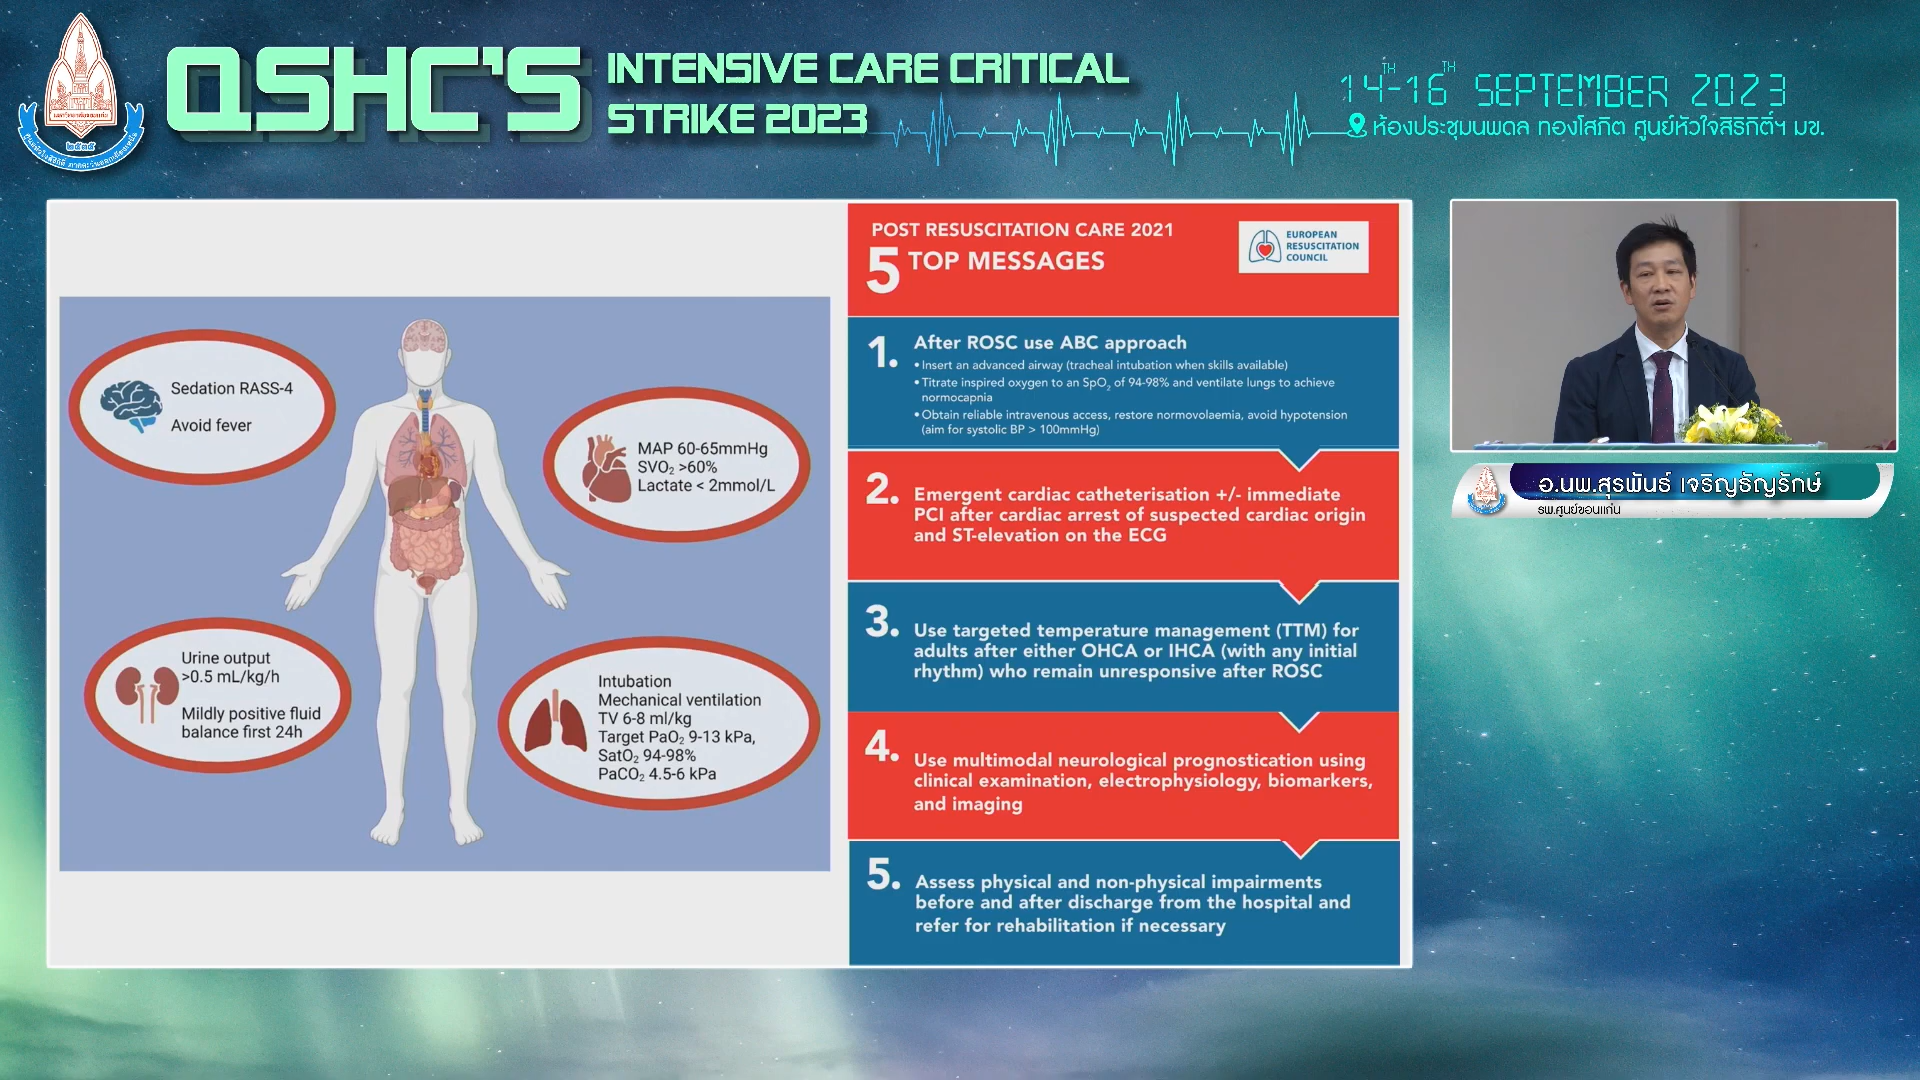 QSHC'S
INTENSIVE CARE CRITICAL
STRIKE 2023
14TH-16TH SEPTEMBER 2023
ห้องประชุมนพดล ทองโสภิต ศูนย์หัวใจสิริกิติ์ฯ มข.
๒๕๓๕
Sedation RASS-4
Avoid fever
MAP 60-65mmHg
SVO₂ >60%
Lactate < 2mmol/L
Urine output
>0.5 mL/kg/h
Mildly positive fluid
balance first 24h
Intubation
Mechanical ventilation
TV 6-8 ml/kg
Target PaO₂ 9-13 kPa,
SatO₂ 94-98%
PaCO₂ 4.5-6 kPa
POST RESUSCITATION CARE 2021
5 TOP MESSAGES
EUROPEAN
RESUSCITATION
COUNCIL
1. After ROSC use ABC approach
• Insert an advanced airway (tracheal intubation when skills available)
• Titrate inspired oxygen to an SpO₂ of 94-98% and ventilate lungs to achieve
normocapnia
• Obtain reliable intravenous access, restore normovolaemia, avoid hypotension
(aim for systolic BP > 100mmHg)
2. Emergent cardiac catheterisation +/- immediate
PCI after cardiac arrest of suspected cardiac origin
and ST-elevation on the ECG
3. Use targeted temperature management (TTM) for
adults after either OHCA or IHCA (with any initial
rhythm) who remain unresponsive after ROSC
4. Use multimodal neurological prognostication using
clinical examination, electrophysiology, biomarkers,
and imaging
5. Assess physical and non-physical impairments
before and after discharge from the hospital and
refer for rehabilitation if necessary
อ.นพ.สุรพันธ์ เจริญธัญรักษ์
รพ.ศูนย์ขอนแก่น